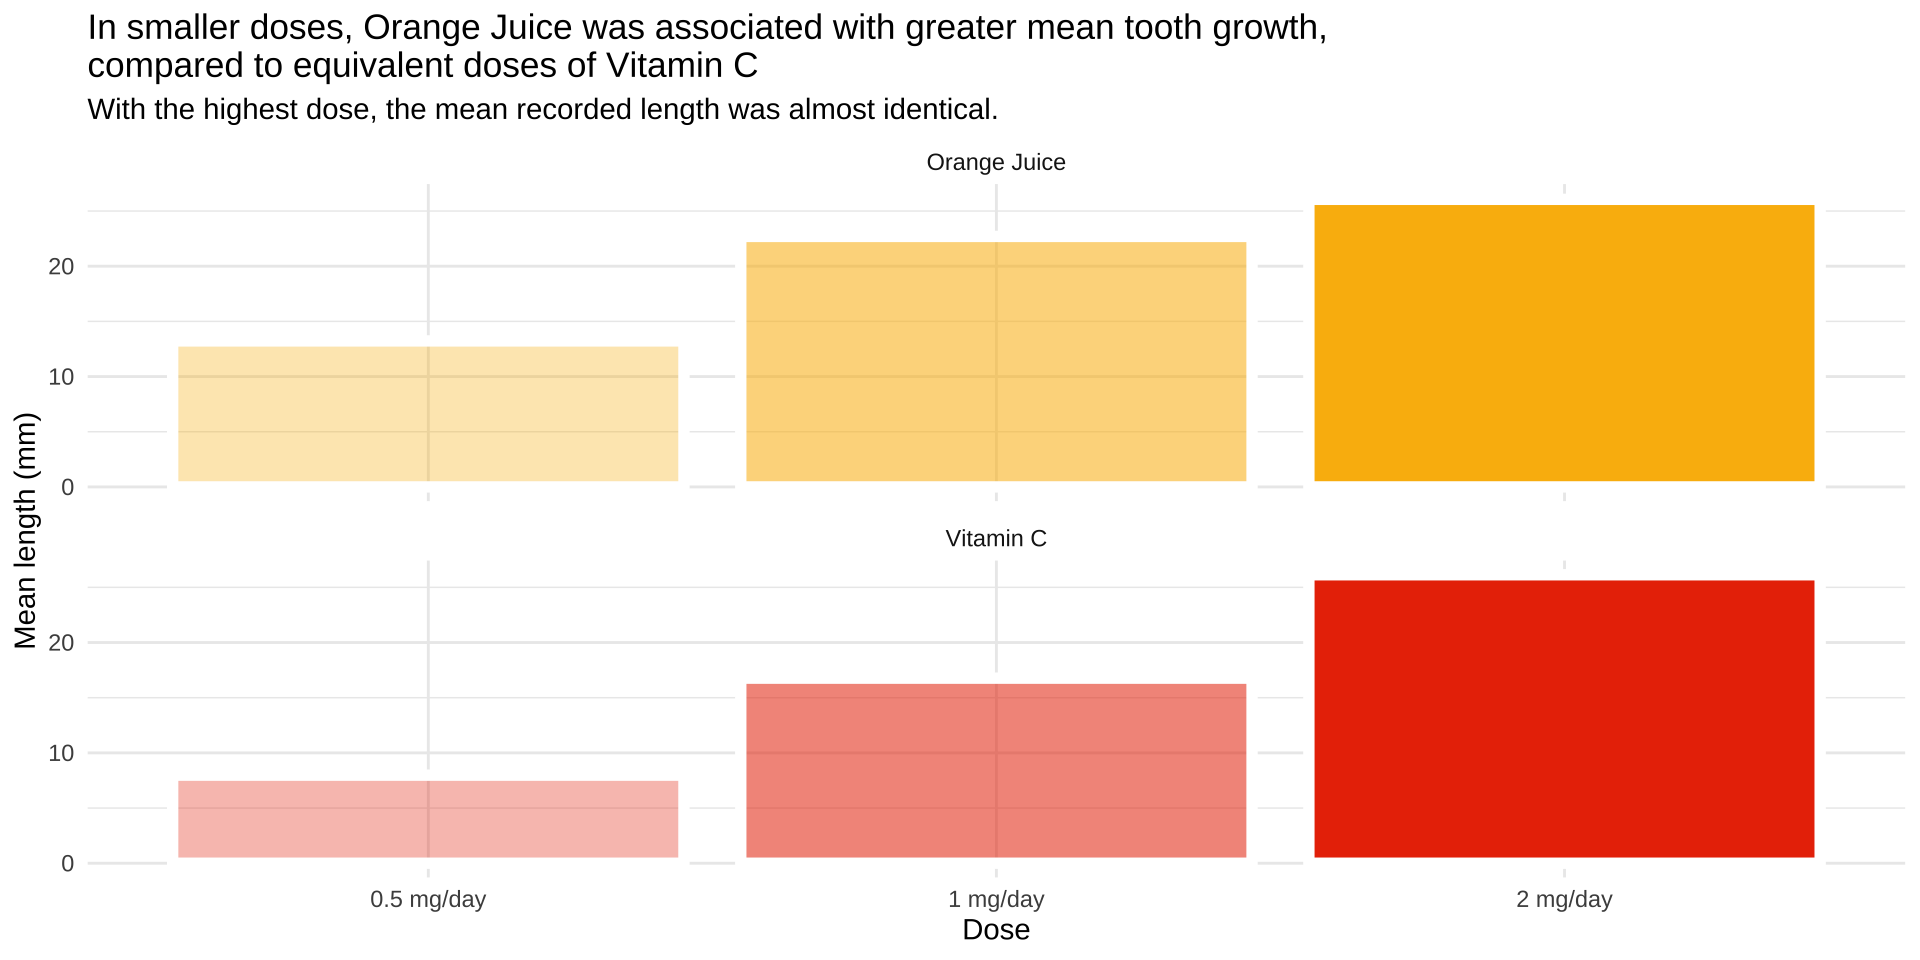 In smaller doses, Orange Juice was associated with greater mean tooth growth,
compared to equivalent doses of Vitamin C
With the highest dose, the mean recorded length was almost identical.
Orange Juice
20
10
0
Mean length (mm)
Vitamin C
20
10
0
0.5 mg/day
1 mg/day
2 mg/day
Dose